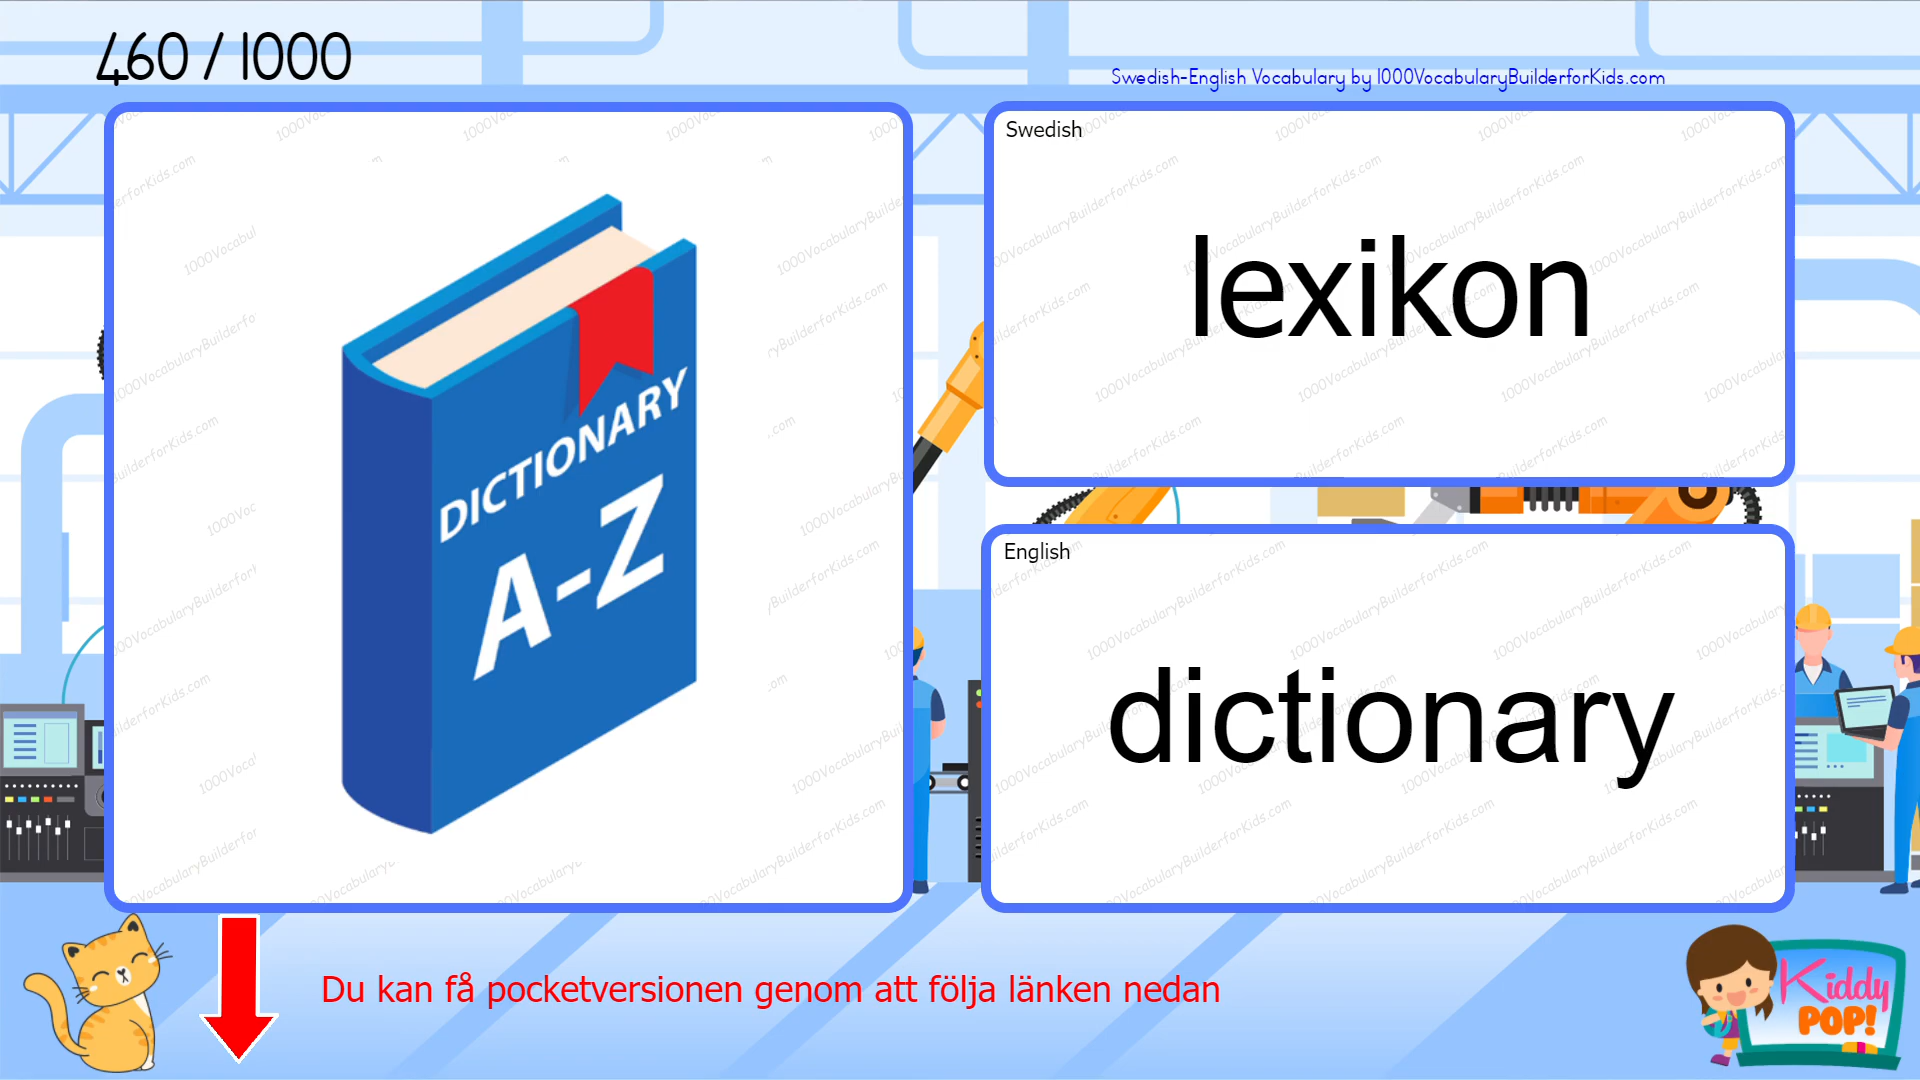 460 / 1000
Swedish-English Vocabulary by 1000VocabularyBuilderforKids.com
DICTIONARY
A-Z
Swedish
lexikon
English
dictionary
Du kan få pocketversionen genom att följa länken nedan
Kiddy
POP!